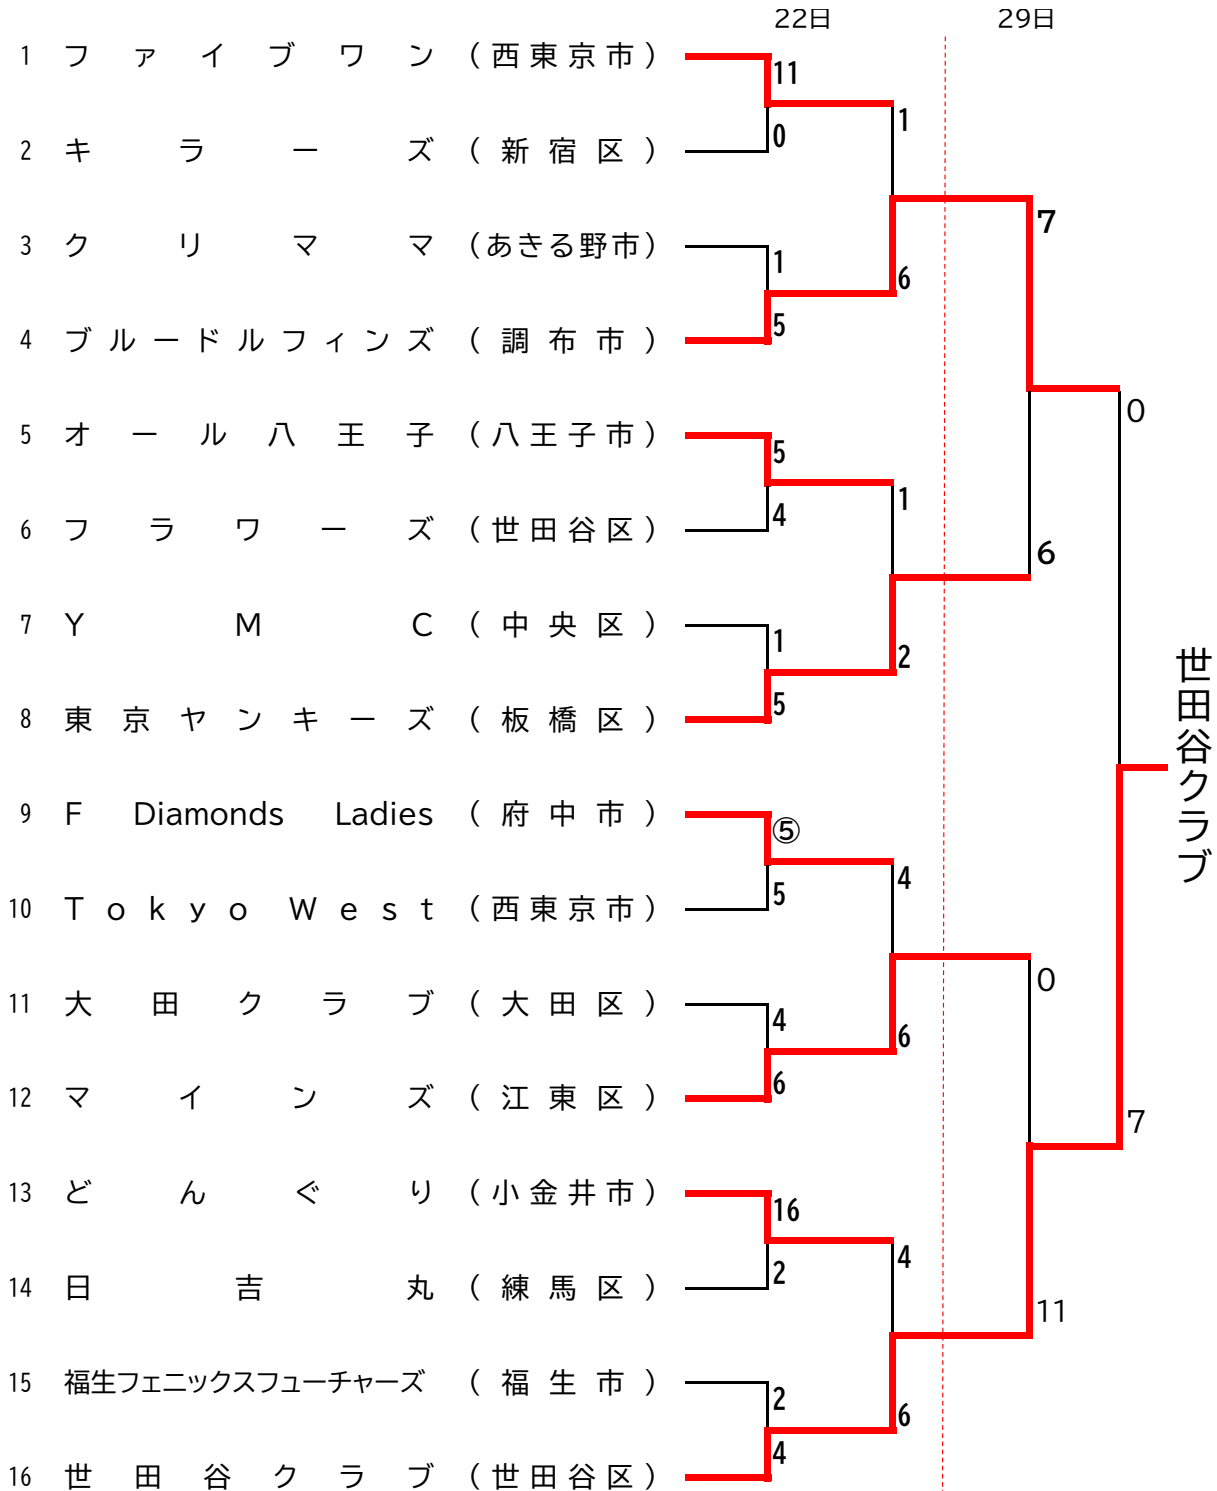 22日 29日
1 ファイブワン (西東京市)
11
1
2 キラーズ (新宿区)
0
7
3 クリママ (あきる野市)
1
6
4 ブルードルフィンズ (調布市)
5
0
5 オール八王子 (八王子市)
5
1
6 フラワーズ (世田谷区)
4
6
7 YMC (中央区)
1
2
8 東京ヤンキーズ (板橋区)
5
世田谷クラブ
9 F Diamonds Ladies (府中市)
⑤
4
10 Tokyo West (西東京市)
5
0
11 大田クラブ (大田区)
4
6
12 マインズ (江東区)
6
7
13 どんぐり (小金井市)
16
4
14 日吉丸 (練馬区)
2
11
15 福生フェニックスフューチャーズ (福生市)
2
6
16 世田谷クラブ (世田谷区)
4